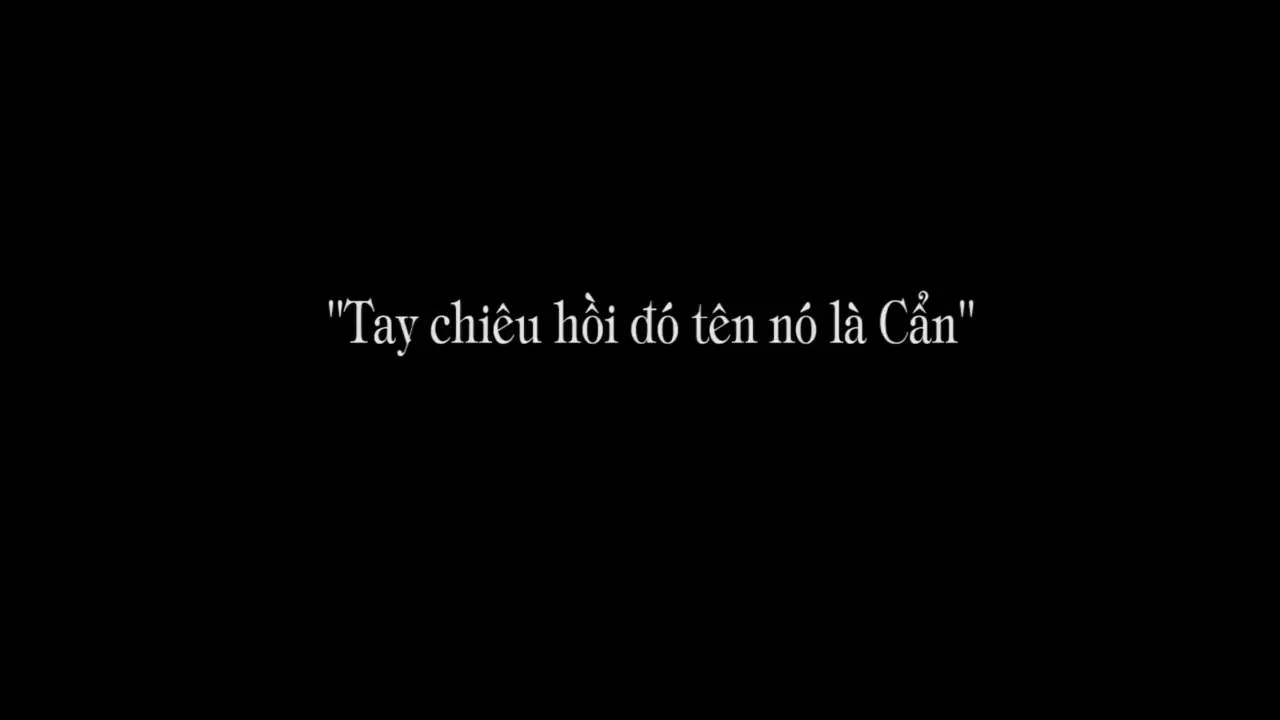 "Tay chiêu hồi đó tên nó là Cẩn"